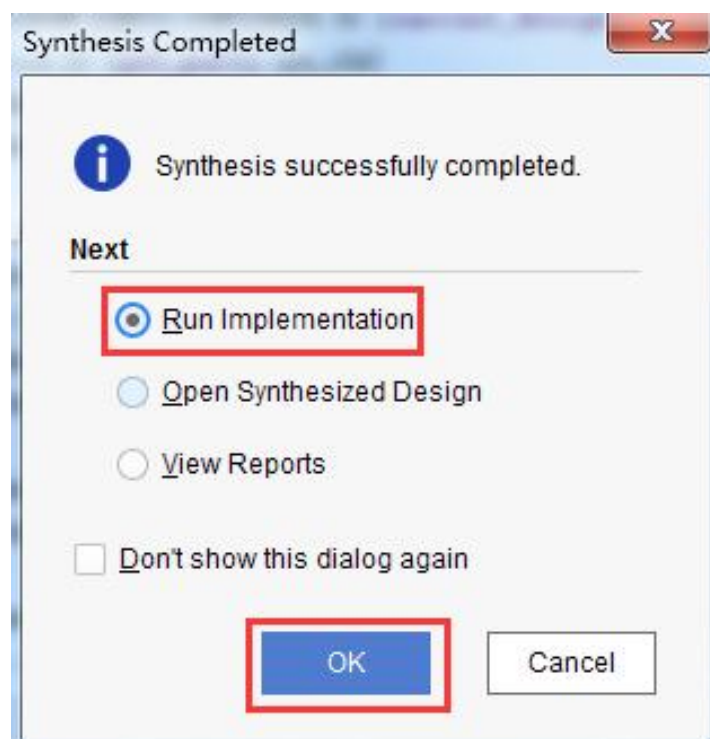 Synthesis Completed
Synthesis successfully completed.
Next
Run Implementation
Open Synthesized Design
View Reports
Don't show this dialog again
OK
Cancel